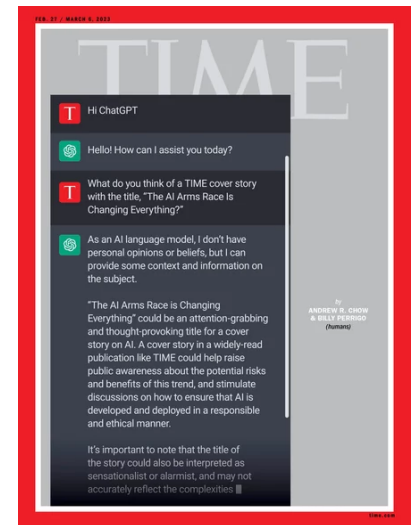 FEB. 27 / MARCH 6, 2023
TIME
T
Hi ChatGPT
Hello! How can I assist you today?
T
What do you think of a TIME cover story
with the title, "The AI Arms Race Is
Changing Everything?"
As an AI language model, I don't have
personal opinions or beliefs, but I can
provide some context and information on
the subject.
"The AI Arms Race is Changing
Everything" could be an attention-grabbing
and thought-provoking title for a cover
story on AI. A cover story in a widely-read
publication like TIME could help raise
public awareness about the potential risks
and benefits of this trend, and stimulate
discussions on how to ensure that AI is
developed and deployed in a responsible
and ethical manner.
It's important to note that the title of
the story could also be interpreted as
sensationalist or alarmist, and may not
accurately reflect the complexities
by
ANDREW R. CHOW
& BILLY PERRIGO
(humans)
time.com